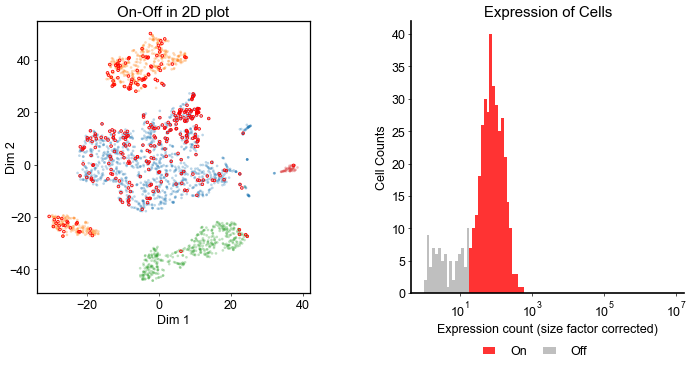 On-Off in 2D plot
40
20
0
−20
−40
Dim 2
−20
0
20
40
Dim 1
Expression of Cells
40
35
30
25
20
15
10
5
0
Cell Counts
10^1
10^3
10^5
10^7
Expression count (size factor corrected)
On
Off